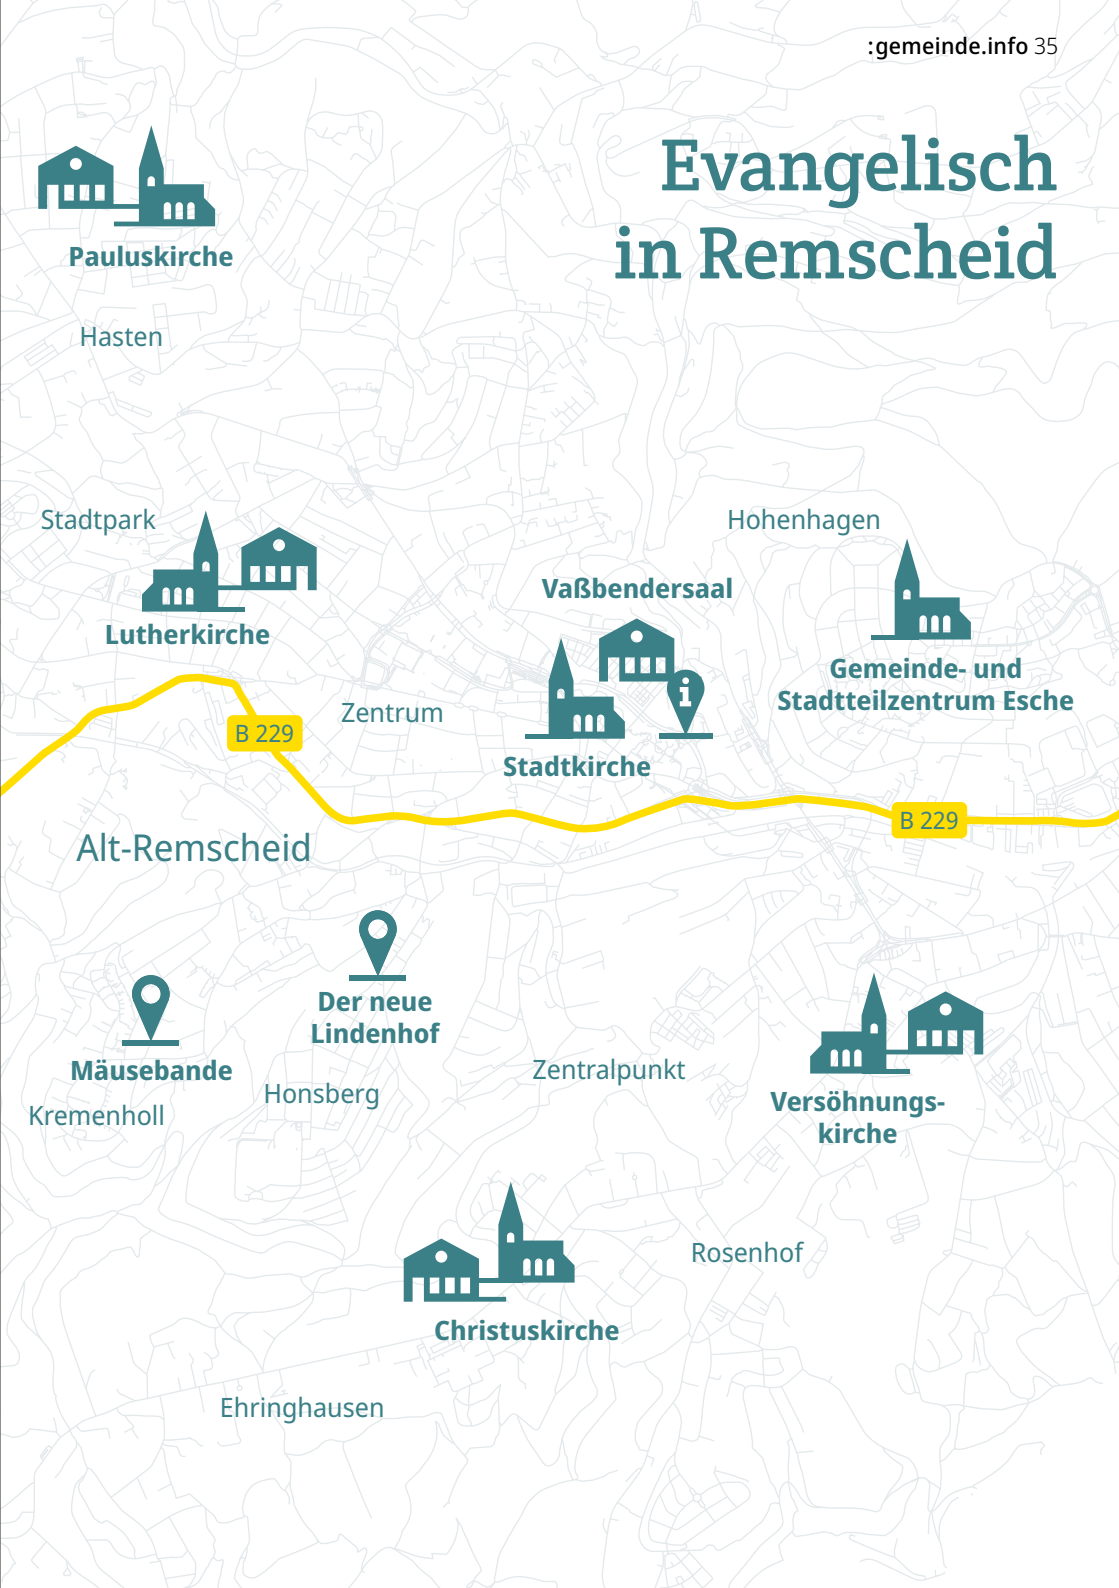 :gemeinde.info 35
Evangelisch
in Remscheid
Pauluskirche
Hasten
Stadtpark
Hohenhagen
Vaßbendersaal
Lutherkirche
Gemeinde- und
Stadtteilzentrum Esche
Zentrum
B 229
Stadtkirche
B 229
Alt-Remscheid
Der neue
Lindenhof
Mäusebande
Zentralpunkt
Honsberg
Kremenholl
Versöhnungs-
kirche
Rosenhof
Christuskirche
Ehringhausen